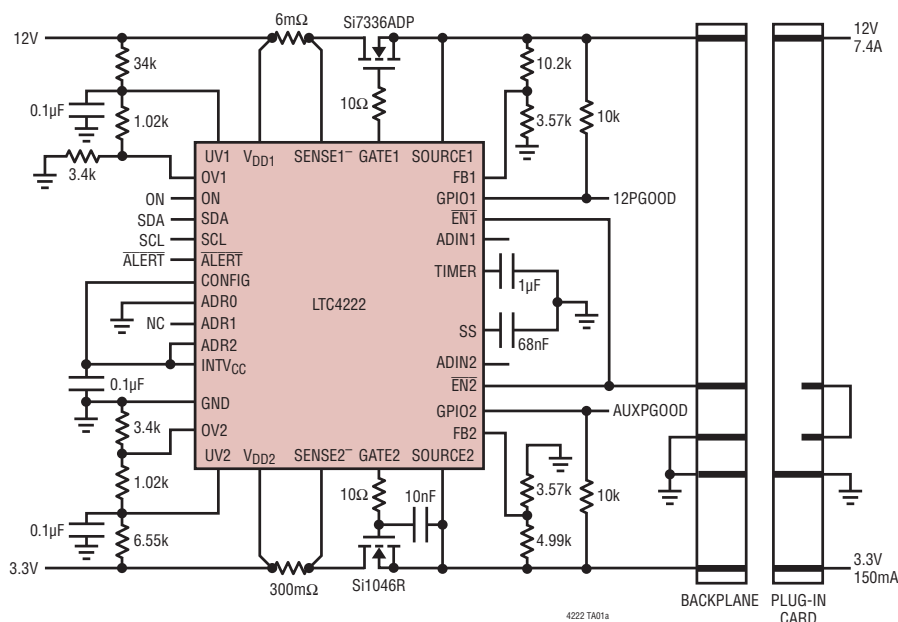 6mΩ
Si7336ADP
12V
12V
7.4A
34k
10.2k
10Ω
0.1µF
1.02k
3.57k
10k
3.4k
UV1
VDD1
SENSE1–
GATE1
SOURCE1
OV1
FB1
ON
ON
GPIO1
12PGOOD
SDA
SDA
EN1
SCL
SCL
ADIN1
ALERT
ALERT
CONFIG
TIMER
1µF
ADR0
LTC4222
NC
ADR1
SS
68nF
ADR2
INTVCC
ADIN2
0.1µF
EN2
GND
GPIO2
AUXPGOOD
3.4k
OV2
FB2
UV2
VDD2
SENSE2–
GATE2
SOURCE2
1.02k
10Ω
10nF
3.57k
10k
0.1µF
6.55k
4.99k
3.3V
3.3V
150mA
300mΩ
Si1046R
BACKPLANE
PLUG-IN
CARD
4222 TA01a